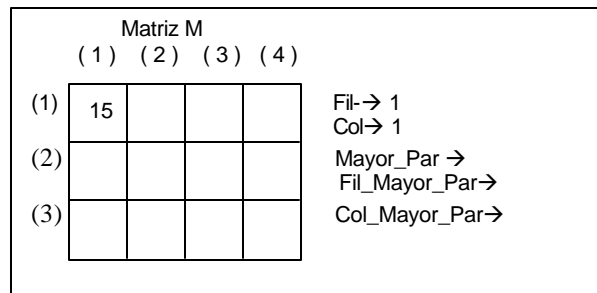 Matriz M
( 1 ) ( 2 ) ( 3 ) ( 4 )
(1) 15 Fil-→ 1
Col→ 1
(2) Mayor_Par →
Fil_Mayor_Par→
(3) Col_Mayor_Par→